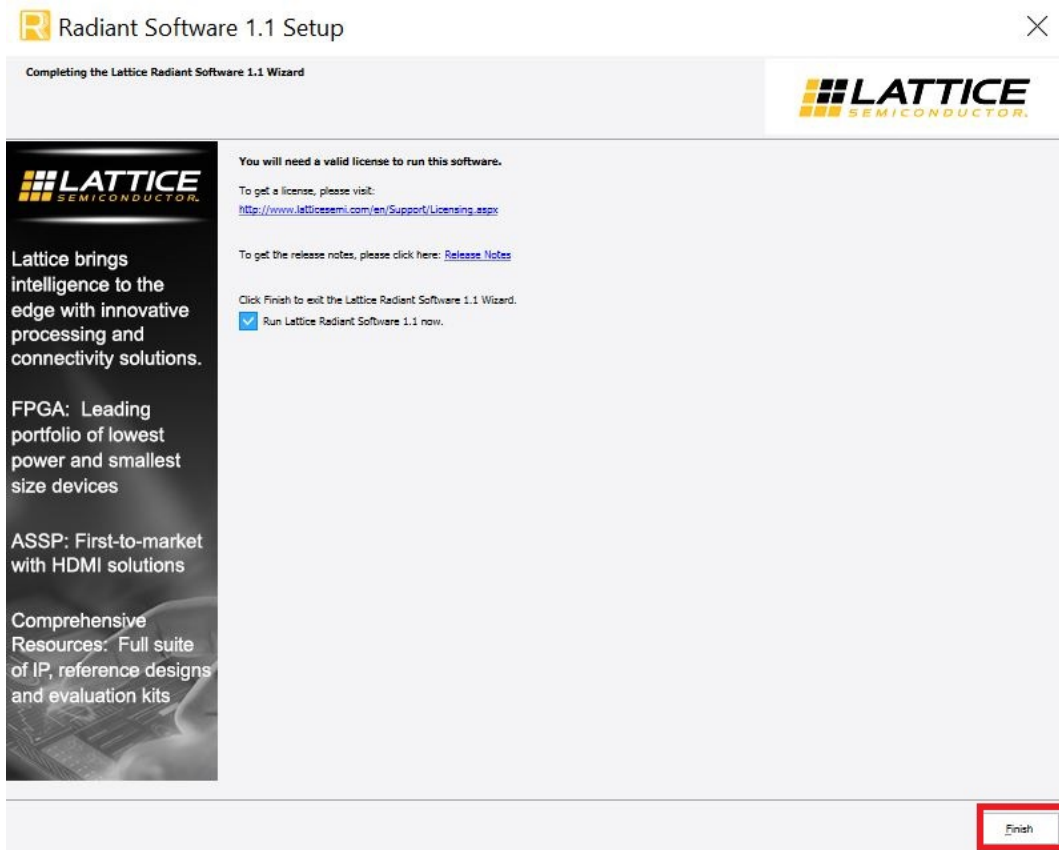 Radiant Software 1.1 Setup
Completing the Lattice Radiant Software 1.1 Wizard
LATTICE
SEMICONDUCTOR.
LATTICE
SEMICONDUCTOR.
Lattice brings
intelligence to the
edge with innovative
processing and
connectivity solutions.
FPGA: Leading
portfolio of lowest
power and smallest
size devices
ASSP: First-to-market
with HDMI solutions
Comprehensive
Resources: Full suite
of IP, reference designs
and evaluation kits
You will need a valid license to run this software.
To get a license, please visit:
http://www.latticesemi.com/en/Support/Licensing.aspx
To get the release notes, please click here: Release Notes
Click Finish to exit the Lattice Radiant Software 1.1 Wizard.
Run Lattice Radiant Software 1.1 now.
Finish